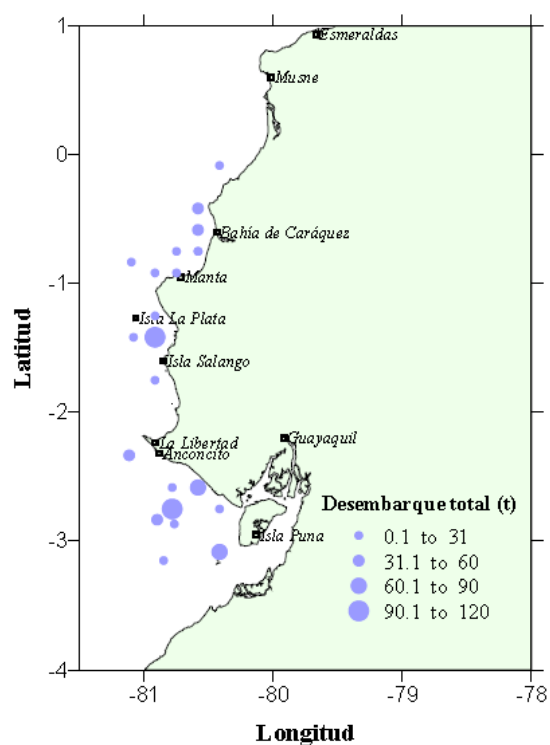 1
Esmeraldas
Musne
0
Bahía de Caráquez
-1
Manta
Isla La Plata
Isla Salango
Latitud
-2
La Libertad
Anconcito
Guayaquil
Desembarque total (t)
0.1 to 31
-3
Isla Puna
31.1 to 60
60.1 to 90
90.1 to 120
-4
-81
-80
-79
-78
Longitud